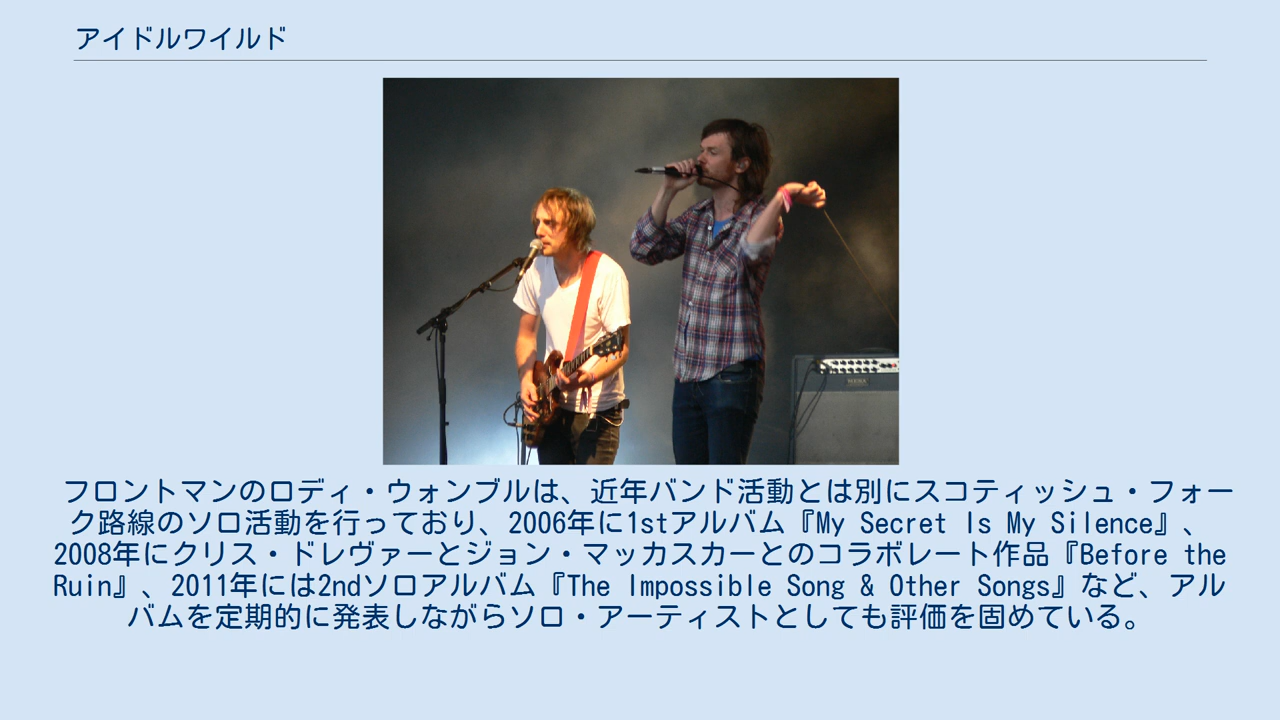 アイドルワイルド
フロントマンのロディ・ウォンブルは、近年バンド活動とは別にスコティッシュ・フォー
ク路線のソロ活動を行っており、2006年に1stアルバム『My Secret Is My Silence』、
2008年にクリス・ドレヴァーとジョン・マッカスカーとのコラボレート作品『Before the
Ruin』、2011年には2ndソロアルバム『The Impossible Song & Other Songs』など、アル
バムを定期的に発表しながらソロ・アーティストとしても評価を固めている。